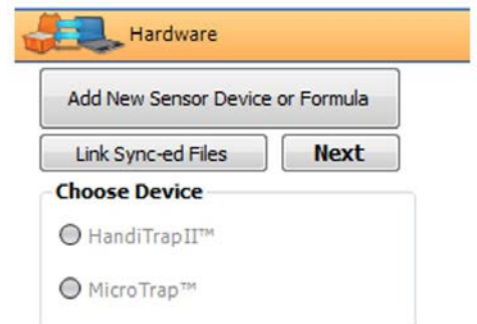 Hardware
Add New Sensor Device or Formula
Link Sync-ed Files Next
Choose Device
HandiTrapII™
MicroTrap™